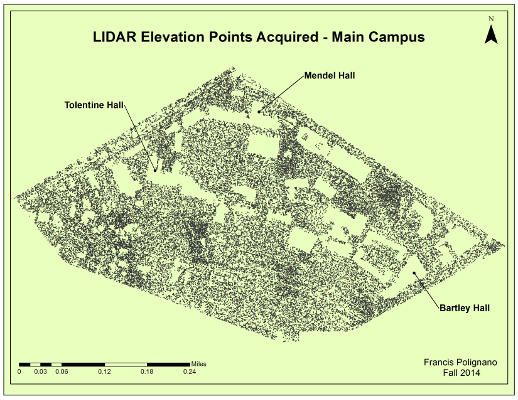 N
LIDAR Elevation Points Acquired - Main Campus
Mendel Hall
Tolentine Hall
Bartley Hall
Miles
0 0.03 0.06 0.12 0.18 0.24
Francis Polignano
Fall 2014